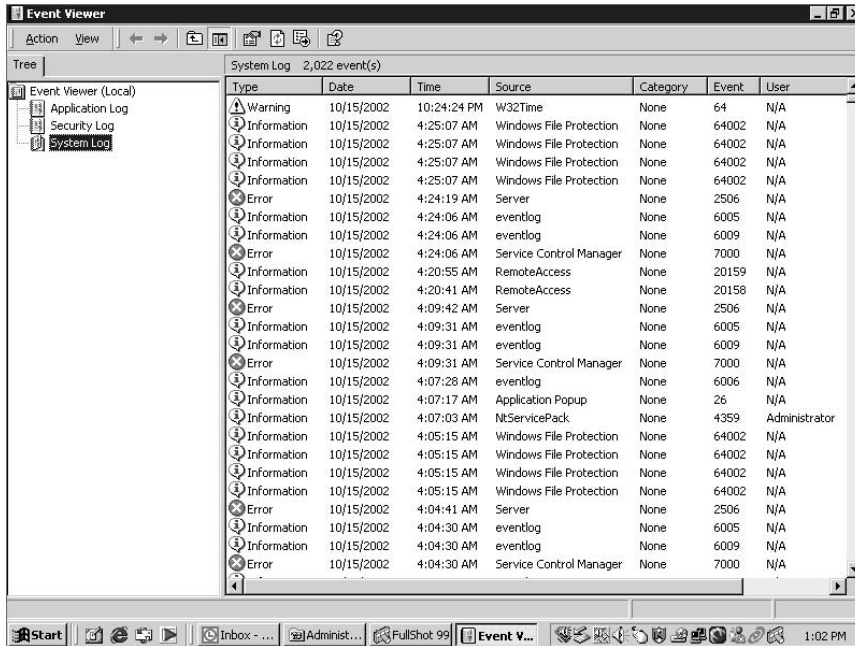 Event Viewer
Action View
Tree
System Log 2,022 event(s)
Event Viewer (Local)
Application Log
Security Log
System Log
Type Date Time Source Category Event User
Warning 10/15/2002 10:24:24 PM W32Time None 64 N/A
Information 10/15/2002 4:25:07 AM Windows File Protection None 64002 N/A
Information 10/15/2002 4:25:07 AM Windows File Protection None 64002 N/A
Information 10/15/2002 4:25:07 AM Windows File Protection None 64002 N/A
Information 10/15/2002 4:25:07 AM Windows File Protection None 64002 N/A
Error 10/15/2002 4:24:19 AM Server None 2506 N/A
Information 10/15/2002 4:24:06 AM eventlog None 6005 N/A
Information 10/15/2002 4:24:06 AM eventlog None 6009 N/A
Error 10/15/2002 4:24:06 AM Service Control Manager None 7000 N/A
Information 10/15/2002 4:20:55 AM RemoteAccess None 20159 N/A
Information 10/15/2002 4:20:41 AM RemoteAccess None 20158 N/A
Error 10/15/2002 4:09:42 AM Server None 2506 N/A
Information 10/15/2002 4:09:31 AM eventlog None 6005 N/A
Information 10/15/2002 4:09:31 AM eventlog None 6009 N/A
Error 10/15/2002 4:09:31 AM Service Control Manager None 7000 N/A
Information 10/15/2002 4:07:28 AM eventlog None 6006 N/A
Information 10/15/2002 4:07:17 AM Application Popup None 26 N/A
Information 10/15/2002 4:07:03 AM NtServicePack None 4359 Administrator
Information 10/15/2002 4:05:15 AM Windows File Protection None 64002 N/A
Information 10/15/2002 4:05:15 AM Windows File Protection None 64002 N/A
Information 10/15/2002 4:05:15 AM Windows File Protection None 64002 N/A
Information 10/15/2002 4:05:15 AM Windows File Protection None 64002 N/A
Error 10/15/2002 4:04:41 AM Server None 2506 N/A
Information 10/15/2002 4:04:30 AM eventlog None 6005 N/A
Information 10/15/2002 4:04:30 AM eventlog None 6009 N/A
Error 10/15/2002 4:04:30 AM Service Control Manager None 7000 N/A
Start Inbox - ... Administ... FullShot 99 Event V... 1:02 PM